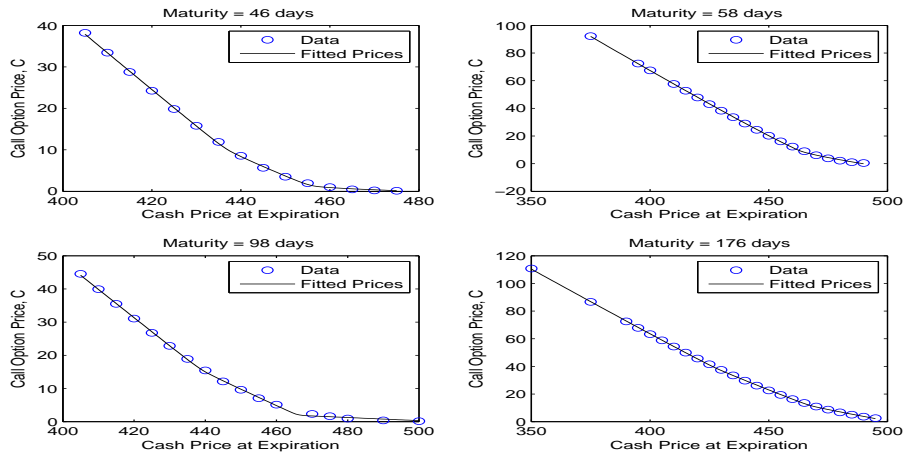 Maturity = 46 days
40
30
20
10
0
400
420
440
460
480
Call Option Price, C
Cash Price at Expiration
Data
Fitted Prices
Maturity = 58 days
100
80
60
40
20
0
−20
350
400
450
500
Call Option Price, C
Cash Price at Expiration
Data
Fitted Prices
Maturity = 98 days
50
40
30
20
10
0
400
420
440
460
480
500
Call Option Price, C
Cash Price at Expiration
Data
Fitted Prices
Maturity = 176 days
120
100
80
60
40
20
0
350
400
450
500
Call Option Price, C
Cash Price at Expiration
Data
Fitted Prices